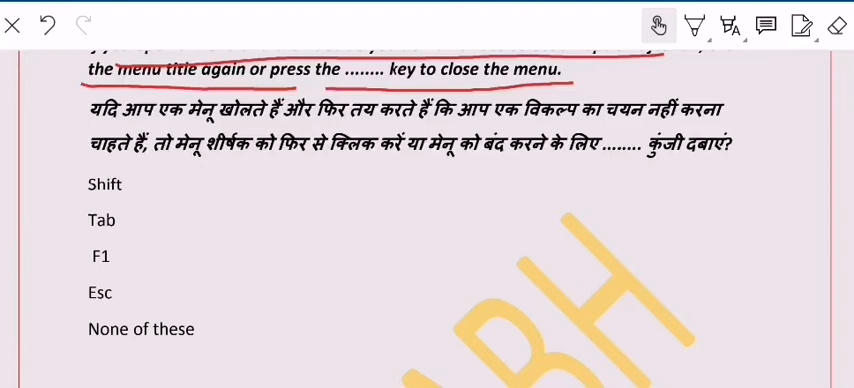 the menu title again or press the ........ key to close the menu.
यदि आप एक मेनू खोलते हैं और फिर तय करते हैं कि आप एक विकल्प का चयन नहीं करना
चाहते हैं, तो मेनू शीर्षक को फिर से क्लिक करें या मेनू को बंद करने के लिए ........ कुंजी दबाएं?
Shift
Tab
F1
Esc
None of these